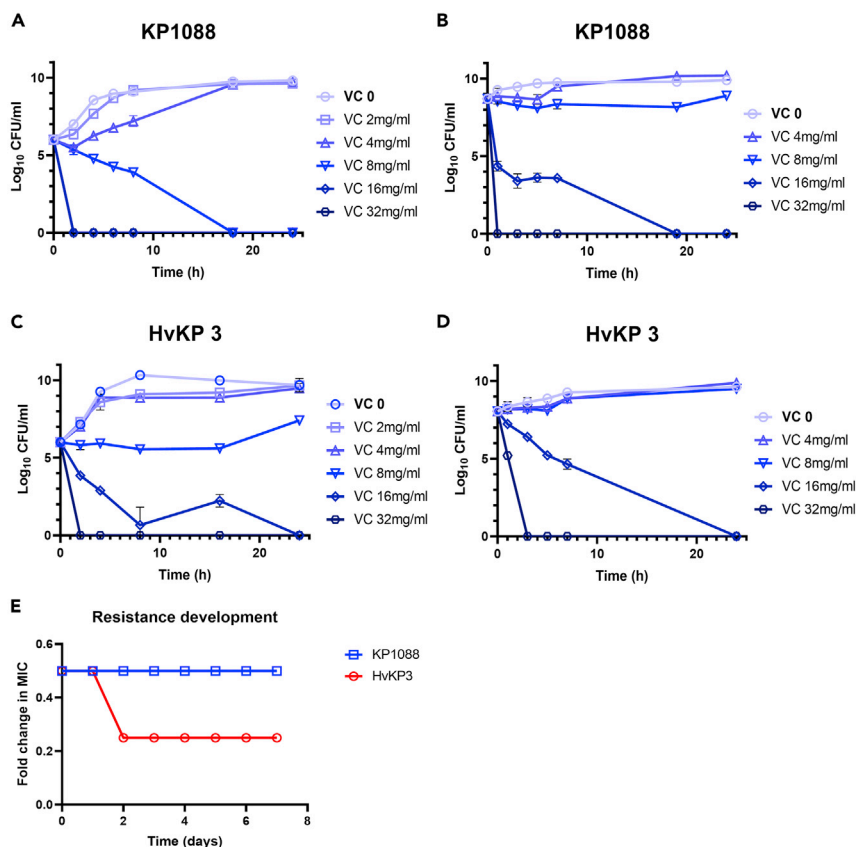 A
KP1088
Log10 CFU/ml
10
5
0
0
10
20
Time (h)
VC 0
VC 2mg/ml
VC 4mg/ml
VC 8mg/ml
VC 16mg/ml
VC 32mg/ml
B
KP1088
Log10 CFU/ml
10
5
0
0
10
20
Time (h)
VC 0
VC 4mg/ml
VC 8mg/ml
VC 16mg/ml
VC 32mg/ml
C
HvKP 3
Log10 CFU/ml
10
5
0
0
10
20
Time (h)
VC 0
VC 2mg/ml
VC 4mg/ml
VC 8mg/ml
VC 16mg/ml
VC 32mg/ml
D
HvKP 3
Log10 CFU/ml
10
5
0
0
10
20
Time (h)
VC 0
VC 4mg/ml
VC 8mg/ml
VC 16mg/ml
VC 32mg/ml
E
Resistance development
Fold change in MIC
0.6
0.4
0.2
0.0
0
2
4
6
8
Time (days)
KP1088
HvKP3